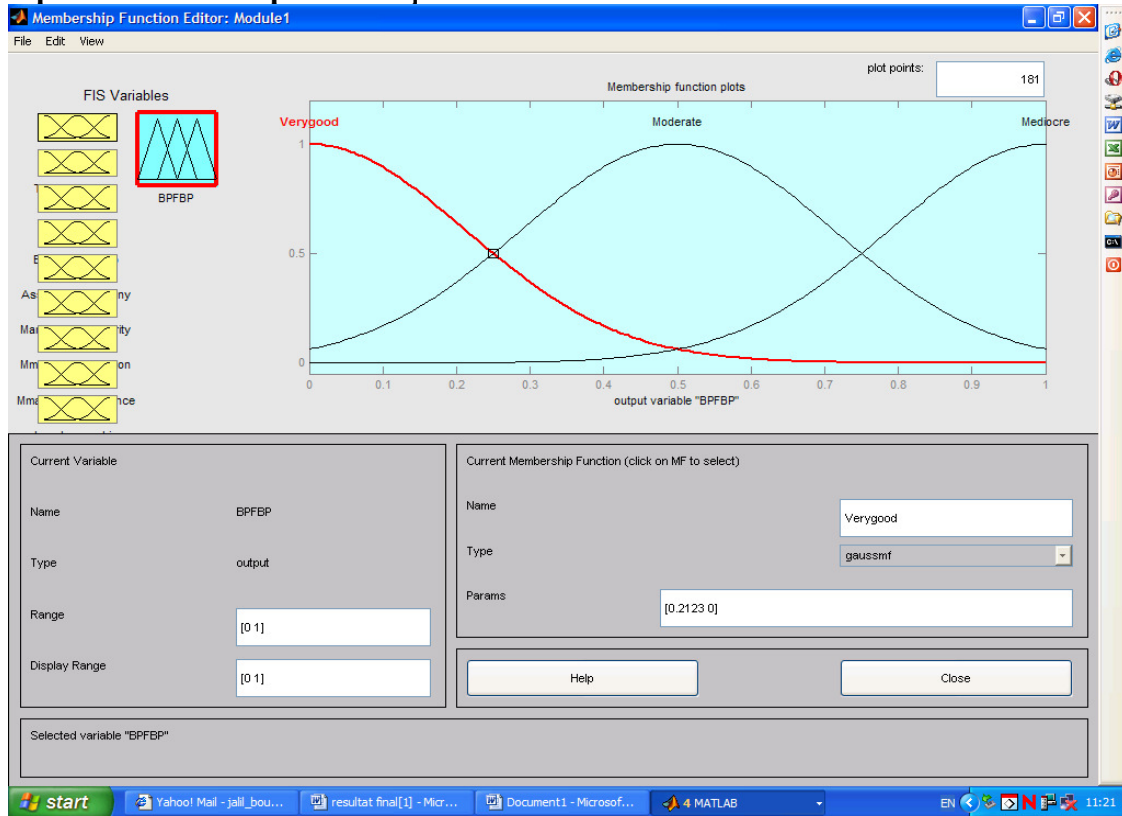 Membership Function Editor: Module1
File Edit View
FIS Variables
BPFBP
ny
ity
on
nce
Membership function plots
plot points:
181
Verygood
Moderate
Mediocre
1
0.5
0
0 0.1 0.2 0.3 0.4 0.5 0.6 0.7 0.8 0.9 1
output variable "BPFBP"
Current Variable
Name BPFBP
Type output
Range [0 1]
Display Range [0 1]
Current Membership Function (click on MF to select)
Name Verygood
Type gaussmf
Params [0.2123 0]
Help Close
Selected variable "BPFBP"
start Yahoo! Mail - jalil_bou... resultat final[1] - Micr... Document1 - Microsof... 4 MATLAB EN 11:21